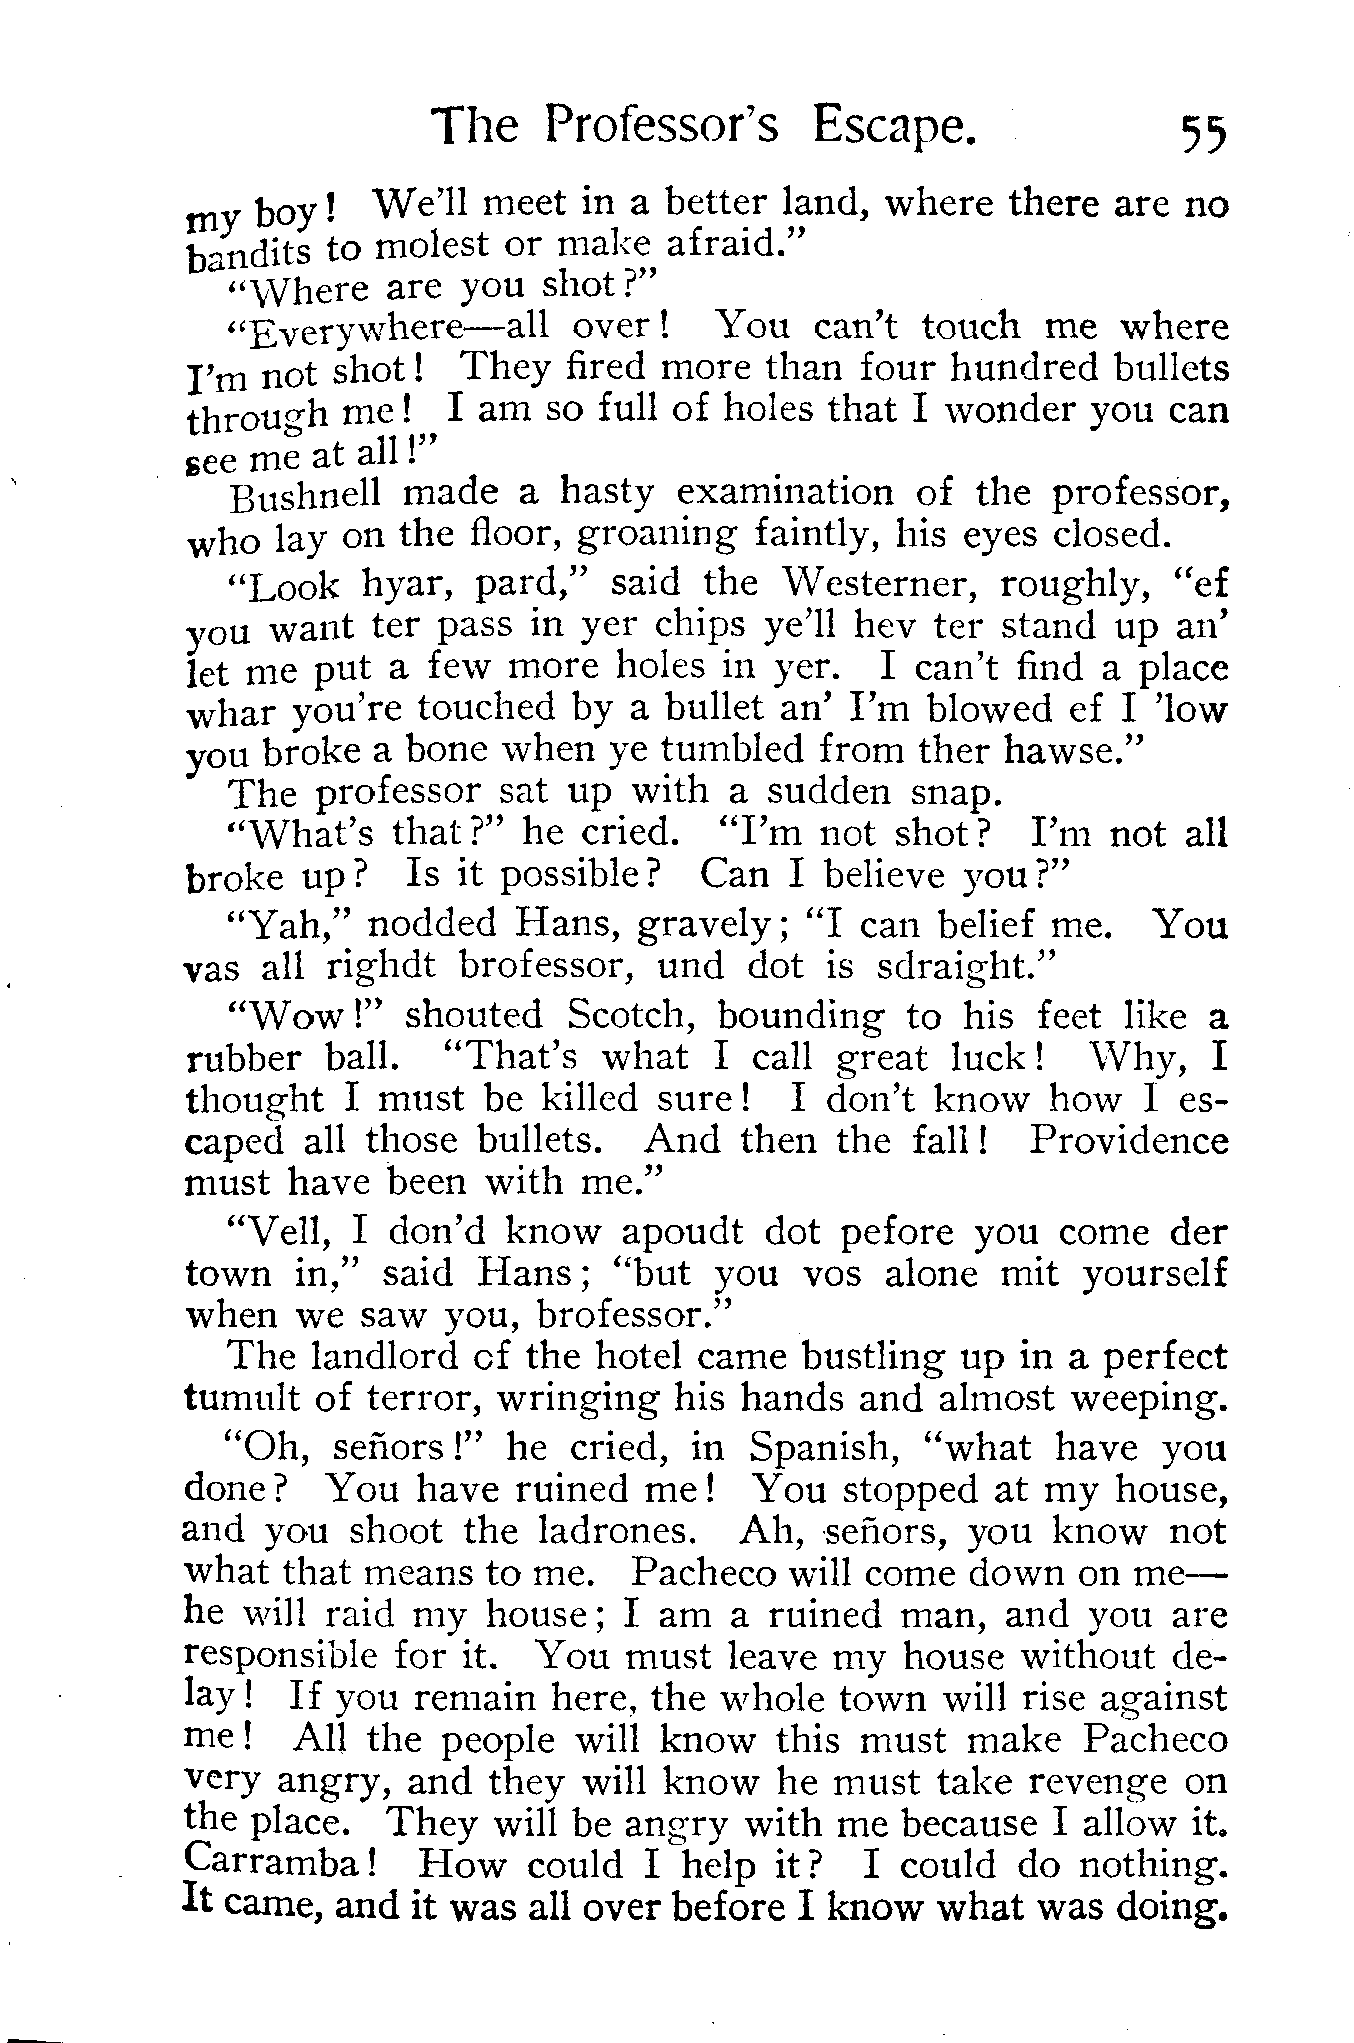 The Professor's Escape. 55
my boy! We'll meet in a better land, where there are no
bandits to molest or make afraid."
"Where are you shot?"
"Everywhere—all over! You can't touch me where
I'm not shot! They fired more than four hundred bullets
through me! I am so full of holes that I wonder you can
see me at all!"
Bushnell made a hasty examination of the professor,
who lay on the floor, groaning faintly, his eyes closed.
"Look hyar, pard," said the Westerner, roughly, "ef
you want ter pass in yer chips ye'll hev ter stand up an'
let me put a few more holes in yer. I can't find a place
whar you're touched by a bullet an' I'm blowed ef I 'low
you broke a bone when ye tumbled from ther hawse."
The professor sat up with a sudden snap.
"What's that?" he cried. "I'm not shot? I'm not all
broke up? Is it possible? Can I believe you?"
"Yah," nodded Hans, gravely; "I can belief me. You
vas all righdt brofessor, und dot is sdraight."
"Wow!" shouted Scotch, bounding to his feet like a
rubber ball. "That's what I call great luck! Why, I
thought I must be killed sure! I don't know how I es-
caped all those bullets. And then the fall! Providence
must have been with me."
"Vell, I don'd know apoudt dot pefore you come der
town in," said Hans; "but you vos alone mit yourself
when we saw you, brofessor."
The landlord of the hotel came bustling up in a perfect
tumult of terror, wringing his hands and almost weeping.
"Oh, señors!" he cried, in Spanish, "what have you
done? You have ruined me! You stopped at my house,
and you shoot the ladrones. Ah, señors, you know not
what that means to me. Pacheco will come down on me—
he will raid my house; I am a ruined man, and you are
responsible for it. You must leave my house without de-
lay! If you remain here, the whole town will rise against
me! All the people will know this must make Pacheco
very angry, and they will know he must take revenge on
the place. They will be angry with me because I allow it.
Carramba! How could I help it? I could do nothing.
It came, and it was all over before I know what was doing.